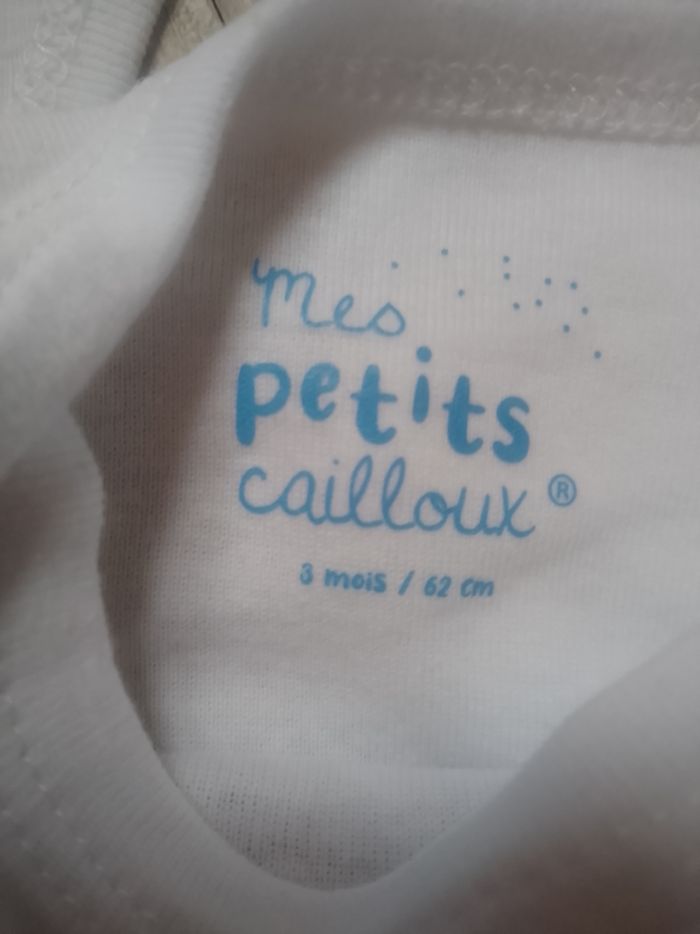 mes
petits
cailloux ®
3 mois / 62 cm